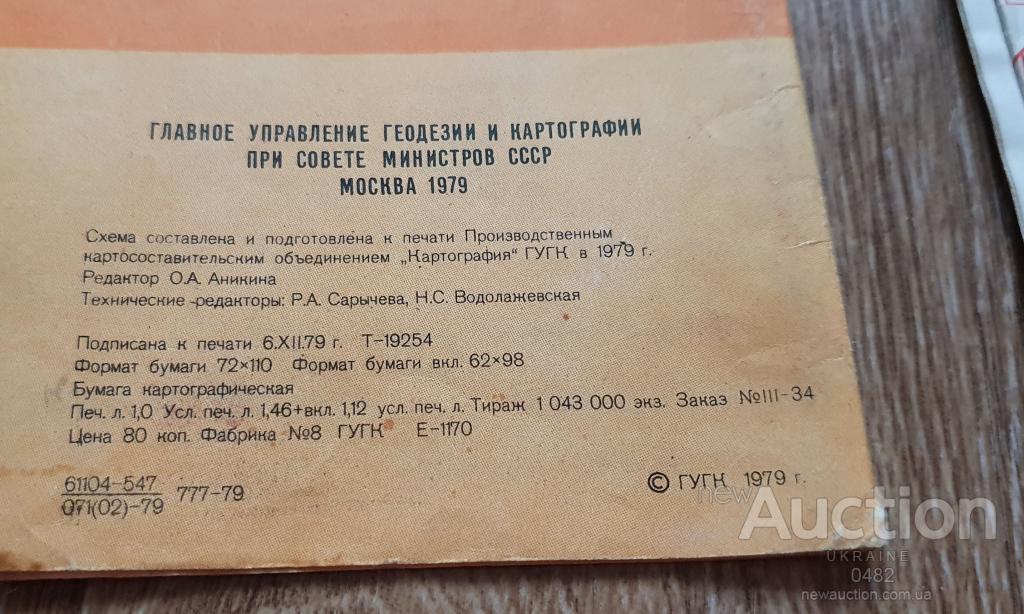 ГЛАВНОЕ УПРАВЛЕНИЕ ГЕОДЕЗИИ И КАРТОГРАФИИ
ПРИ СОВЕТЕ МИНИСТРОВ СССР
МОСКВА 1979
Схема составлена и подготовлена к печати Производственным
картосоставительским объединением „Картография" ГУГК в 1979 г.
Редактор О.А. Аникина
Технические редакторы: Р.А. Сарычева, Н.С. Водолажевская
Подписана к печати 6.XII.79 г. Т-19254
Формат бумаги 72×110 Формат бумаги вкл. 62×98
Бумага картографическая
Печ. л. 1,0 Усл. печ. л. 1,46+вкл. 1,12 усл. печ. л. Тираж 1 043 000 экз. Заказ №III-34
Цена 80 коп. Фабрика №8 ГУГК Е-1170
61104-547
071(02)-79
777-79
© ГУГК 1979 г.
newAuction
UKRAINE
0482
newauction.com.ua